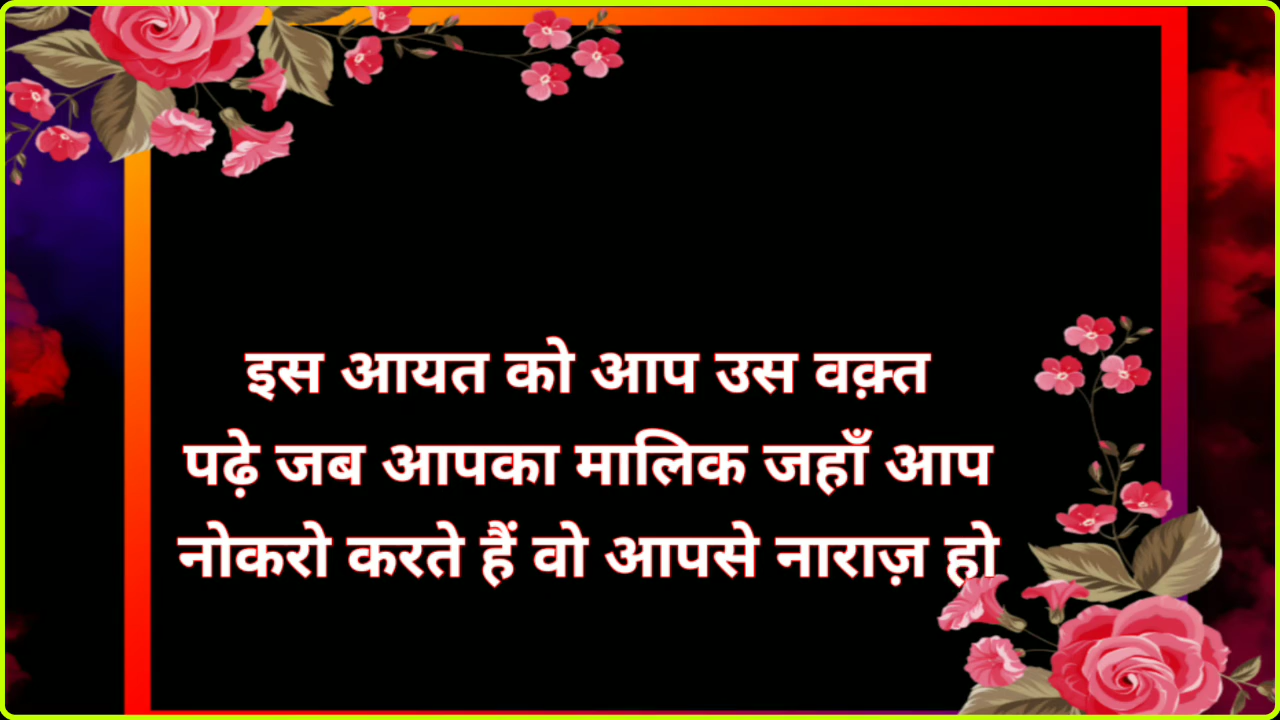 इस आयत को आप उस वक़्त
पढ़े जब आपका मालिक जहाँ आप
नोकरो करते हैं वो आपसे नाराज़ हो